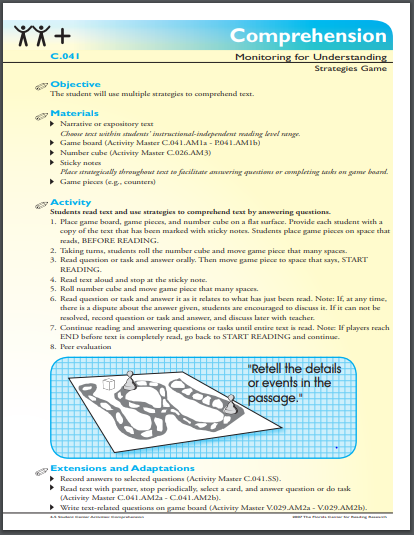 +
Comprehension
C.041
Monitoring for Understanding
Strategies Game
Objective
The student will use multiple strategies to comprehend text.
Materials
Narrative or expository text
Choose text within students' instructional-independent reading level range.
Game board (Activity Master C.041.AM1a - P.041.AM1b)
Number cube (Activity Master C.026.AM3)
Sticky notes
Place strategically throughout text to facilitate answering questions or completing tasks on game board.
Game pieces (e.g., counters)
Activity
Students read text and use strategies to comprehend text by answering questions.
1. Place game board, game pieces, and number cube on a flat surface. Provide each student with a
copy of the text that has been marked with sticky notes. Students place game pieces on space that
reads, BEFORE READING.
2. Taking turns, students roll the number cube and move game piece that many spaces.
3. Read question or task and answer orally. Then move game piece to space that says, START
READING.
4. Read text aloud and stop at the sticky note.
5. Roll number cube and move game piece that many spaces.
6. Read question or task and answer it as it relates to what has just been read. Note: If, at any time,
there is a dispute about the answer given, students are encouraged to discuss it. If it can not be
resolved, record question or task and answer, and discuss later with teacher.
7. Continue reading and answering questions or tasks until entire text is read. Note: If players reach
END before text is completely read, go back to START READING and continue.
8. Peer evaluation
"Retell the details
or events in the
passage."
Extensions and Adaptations
Record answers to selected questions (Activity Master C.041.SS).
Read text with partner, stop periodically, select a card, and answer question or do task
(Activity Master C.041.AM2a - C.041.AM2b).
Write text-related questions on game board (Activity Master V.029.AM2a - V.029.AM2b).
2-3 Student Center Activities: Comprehension
2007 The Florida Center for Reading Research